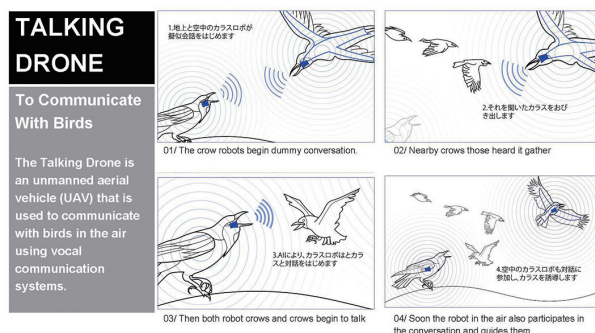 TALKING
DRONE
To Communicate
With Birds
The Talking Drone is
an unmanned aerial
vehicle (UAV) that is
used to communicate
with birds in the air
using vocal
communication
systems.
1.地上と空中のカラスロボが
擬似会話をはじめます
01/ The crow robots begin dummy conversation.
2.それを聞いたカラスをおび
き出します
02/ Nearby crows those heard it gather
3.AIにより、カラスロボはとカラ
スと対話をはじめます
03/ Then both robot crows and crows begin to talk
4.空中のカラスロボも対話に
参加し、カラスを誘導します
04/ Soon the robot in the air also participates in
the conversation and guides them